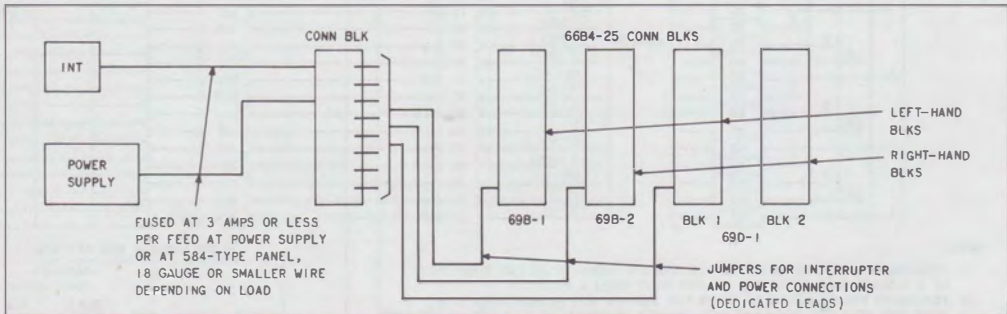 CONN BLK
66B4-25 CONN BLKS
INT
LEFT-HAND
BLKS
RIGHT-HAND
BLKS
POWER
SUPPLY
69B-1
69B-2
BLK 1
BLK 2
69D-1
FUSED AT 3 AMPS OR LESS
PER FEED AT POWER SUPPLY
OR AT 584-TYPE PANEL,
18 GAUGE OR SMALLER WIRE
DEPENDING ON LOAD
JUMPERS FOR INTERRUPTER
AND POWER CONNECTIONS
(DEDICATED LEADS)